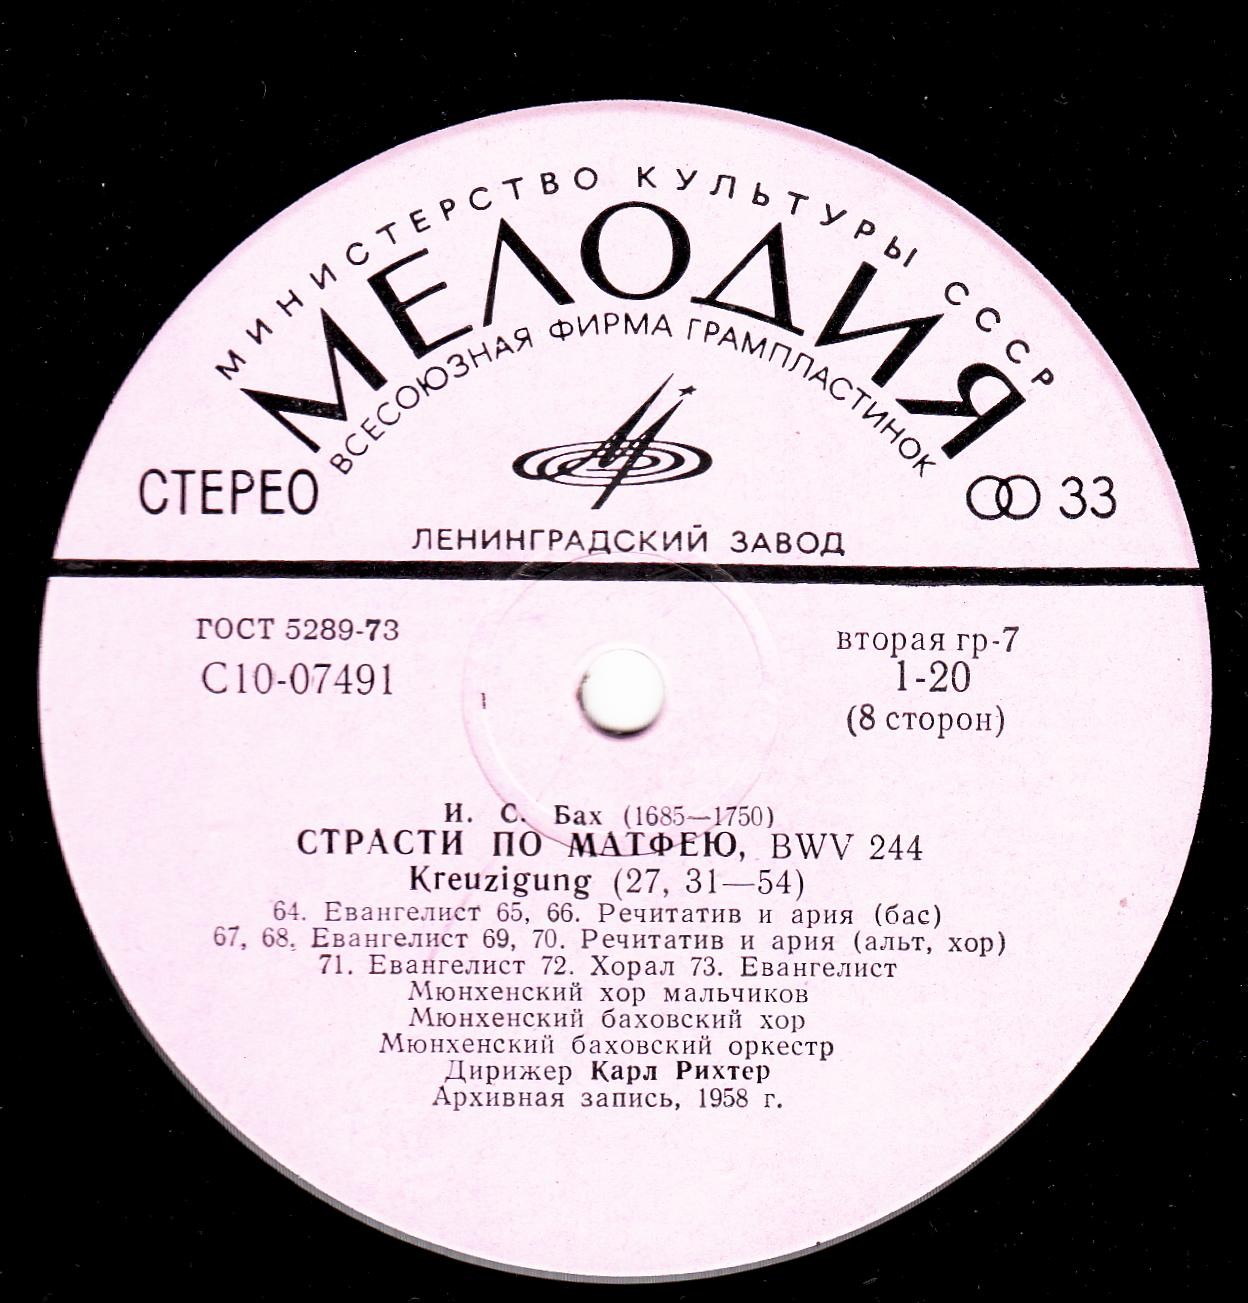 МИНИСТЕРСТВО КУЛЬТУРЫ СССР
МЕЛОДИЯ
ВСЕСОЮЗНАЯ ФИРМА ГРАМПЛАСТИНОК
СТЕРЕО
33
ЛЕНИНГРАДСКИЙ ЗАВОД
ГОСТ 5289-73
С10-07491
вторая гр-7
1-20
(8 сторон)
И. С. Бах (1685—1750)
СТРАСТИ ПО МАТФЕЮ, BWV 244
Kreuzigung (27, 31—54)
64. Евангелист 65, 66. Речитатив и ария (бас)
67, 68. Евангелист 69, 70. Речитатив и ария (альт, хор)
71. Евангелист 72. Хорал 73. Евангелист
Мюнхенский хор мальчиков
Мюнхенский баховский хор
Мюнхенский баховский оркестр
Дирижер Карл Рихтер
Архивная запись, 1958 г.